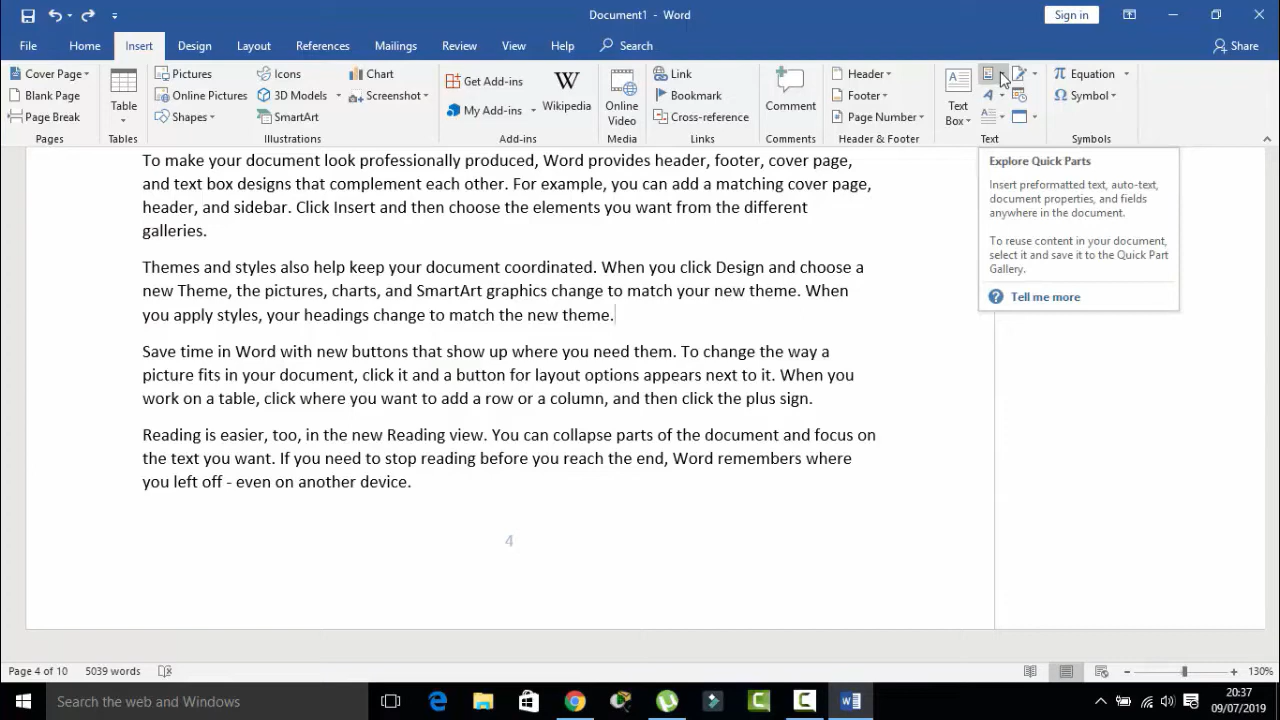 Document1 - Word
Sign in
File Home Insert Design Layout References Mailings Review View Help Search Share
Cover Page
Blank Page
Page Break
Pages
Table
Tables
Pictures
Online Pictures
Shapes
Icons
3D Models
SmartArt
Chart
Screenshot
Illustrations
Get Add-ins
My Add-ins
W
Wikipedia
Add-ins
Online
Video
Media
Link
Bookmark
Cross-reference
Links
Comment
Comments
Header
Footer
Page Number
Header & Footer
A
Text
Box
Text
Equation
Symbol
Symbols
Explore Quick Parts
Insert preformatted text, auto-text,
document properties, and fields
anywhere in the document.
To reuse content in your document,
select it and save it to the Quick Part
Gallery.
Tell me more
To make your document look professionally produced, Word provides header, footer, cover page,
and text box designs that complement each other. For example, you can add a matching cover page,
header, and sidebar. Click Insert and then choose the elements you want from the different
galleries.
Themes and styles also help keep your document coordinated. When you click Design and choose a
new Theme, the pictures, charts, and SmartArt graphics change to match your new theme. When
you apply styles, your headings change to match the new theme.
Save time in Word with new buttons that show up where you need them. To change the way a
picture fits in your document, click it and a button for layout options appears next to it. When you
work on a table, click where you want to add a row or a column, and then click the plus sign.
Reading is easier, too, in the new Reading view. You can collapse parts of the document and focus on
the text you want. If you need to stop reading before you reach the end, Word remembers where
you left off - even on another device.
4
Page 4 of 10 5039 words 130%
Search the web and Windows
20:37
09/07/2019